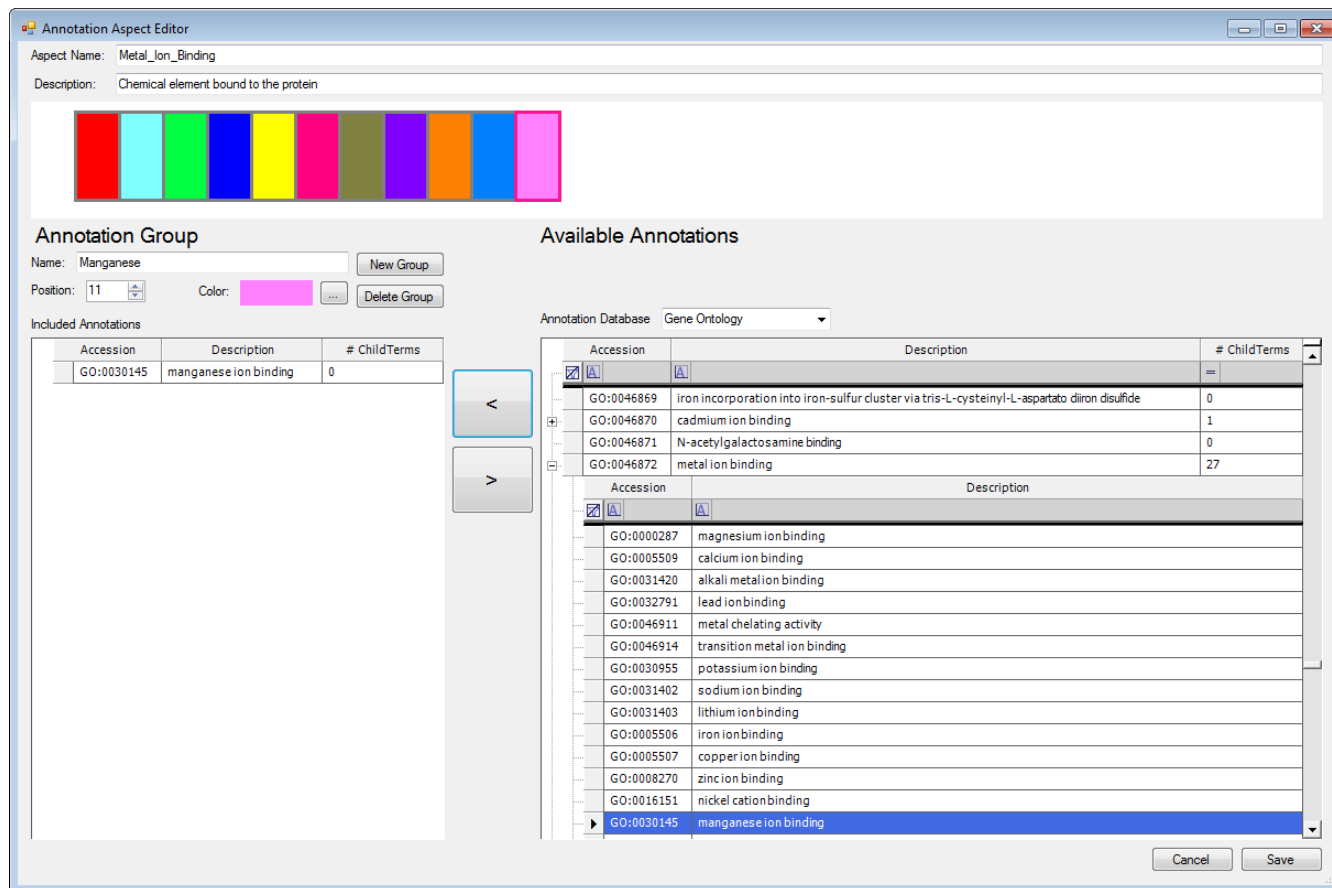 Annotation Aspect Editor
Aspect Name: Metal_Ion_Binding
Description: Chemical element bound to the protein
Annotation Group
Name: Manganese New Group
Position: 11 Color: ... Delete Group
Included Annotations
Accession Description # ChildTerms
GO:0030145 manganese ion binding 0
<
>
Available Annotations
Annotation Database Gene Ontology
Accession Description # ChildTerms
A A =
GO:0046869 iron incorporation into iron-sulfur cluster via tris-L-cysteinyl-L-aspartato diiron disulfide 0
GO:0046870 cadmium ion binding 1
GO:0046871 N-acetylgalactosamine binding 0
GO:0046872 metal ion binding 27
Accession Description
A A
GO:0000287 magnesium ion binding
GO:0005509 calcium ion binding
GO:0031420 alkali metal ion binding
GO:0032791 lead ion binding
GO:0046911 metal chelating activity
GO:0046914 transition metal ion binding
GO:0030955 potassium ion binding
GO:0031402 sodium ion binding
GO:0031403 lithium ion binding
GO:0005506 iron ion binding
GO:0005507 copper ion binding
GO:0008270 zinc ion binding
GO:0016151 nickel cation binding
GO:0030145 manganese ion binding
Cancel Save